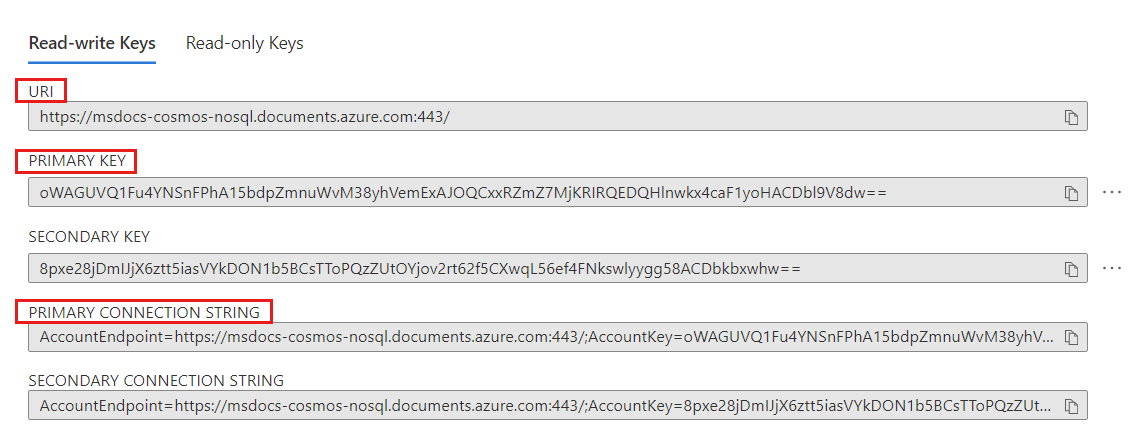 Read-write Keys Read-only Keys
URI
https://msdocs-cosmos-nosql.documents.azure.com:443/
PRIMARY KEY
oWAGUVQ1Fu4YNSnFPhA15bdpZmnuWvM38yhVemExAJOQCxxRZmZ7MjKRIRQEDQHlnwkx4caF1yoHACDbl9V8dw==
SECONDARY KEY
8pxe28jDmIJjX6ztt5iasVYkDON1b5BCsTToPQzZUtOYjov2rt62f5CXwqL56ef4FNkswlyygg58ACDbkbxwhw==
PRIMARY CONNECTION STRING
AccountEndpoint=https://msdocs-cosmos-nosql.documents.azure.com:443/;AccountKey=oWAGUVQ1Fu4YNSnFPhA15bdpZmnuWvM38yhV...
SECONDARY CONNECTION STRING
AccountEndpoint=https://msdocs-cosmos-nosql.documents.azure.com:443/;AccountKey=8pxe28jDmIJjX6ztt5iasVYkDON1b5BCsTToPQzZUt...